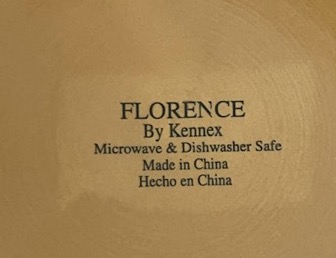 FLORENCE
By Kennex
Microwave & Dishwasher Safe
Made in China
Hecho en China